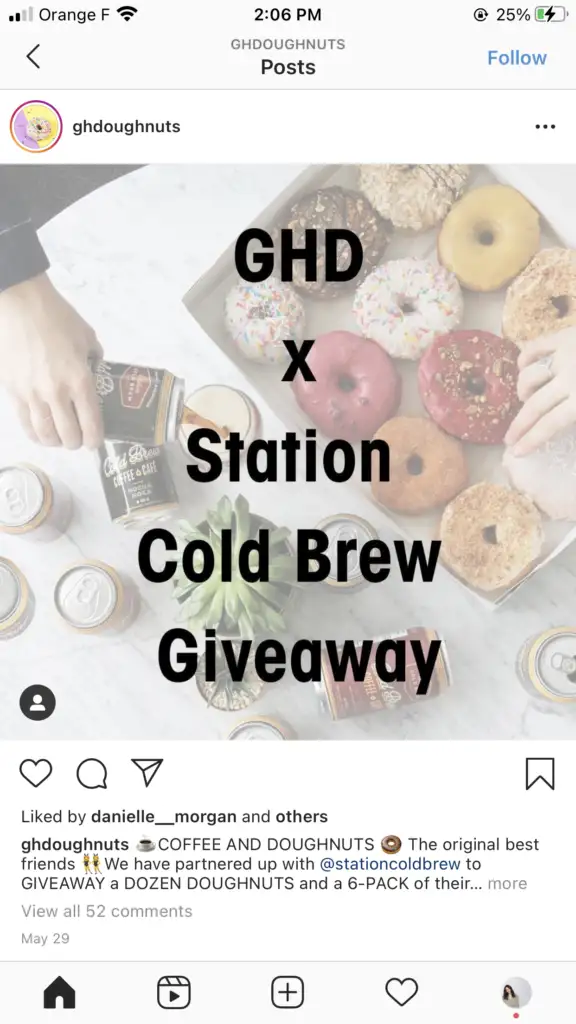 Orange F 2:06 PM 25%
GHDOUGHNUTS
Posts
Follow
ghdoughnuts
GHD
x
Station
Cold Brew
Giveaway
Cold Brew
COFFEE & CAFÉ
Liked by danielle__morgan and others
ghdoughnuts ☕COFFEE AND DOUGHNUTS 🍩 The original best
friends 👯We have partnered up with @stationcoldbrew to
GIVEAWAY a DOZEN DOUGHNUTS and a 6-PACK of their... more
View all 52 comments
May 29